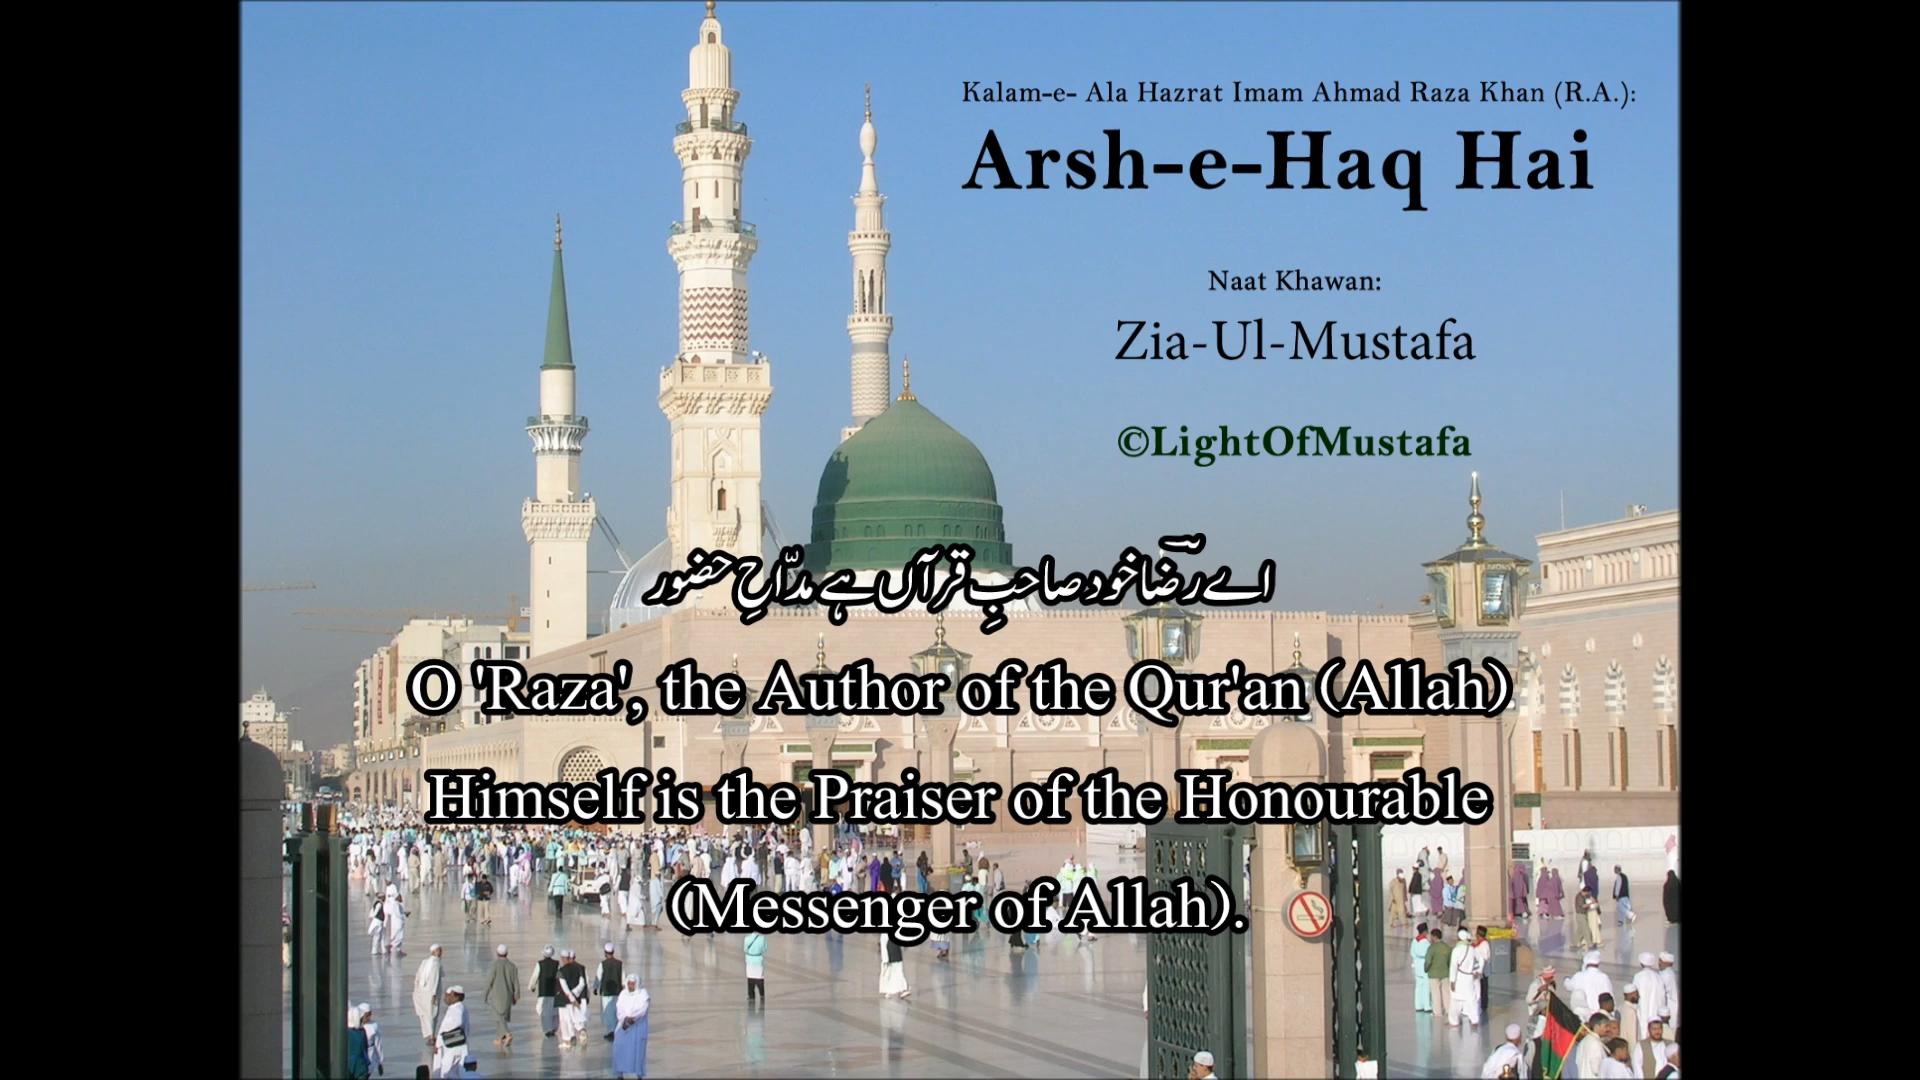 Kalam-e- Ala Hazrat Imam Ahmad Raza Khan (R.A.):
Arsh-e-Haq Hai
Naat Khawan:
Zia-Ul-Mustafa
©LightOfMustafa
اے رضؔا خود صاحبِ قرآں ہے مدّاحِ حضور
O 'Raza', the Author of the Qur'an (Allah)
Himself is the Praiser of the Honourable
(Messenger of Allah).